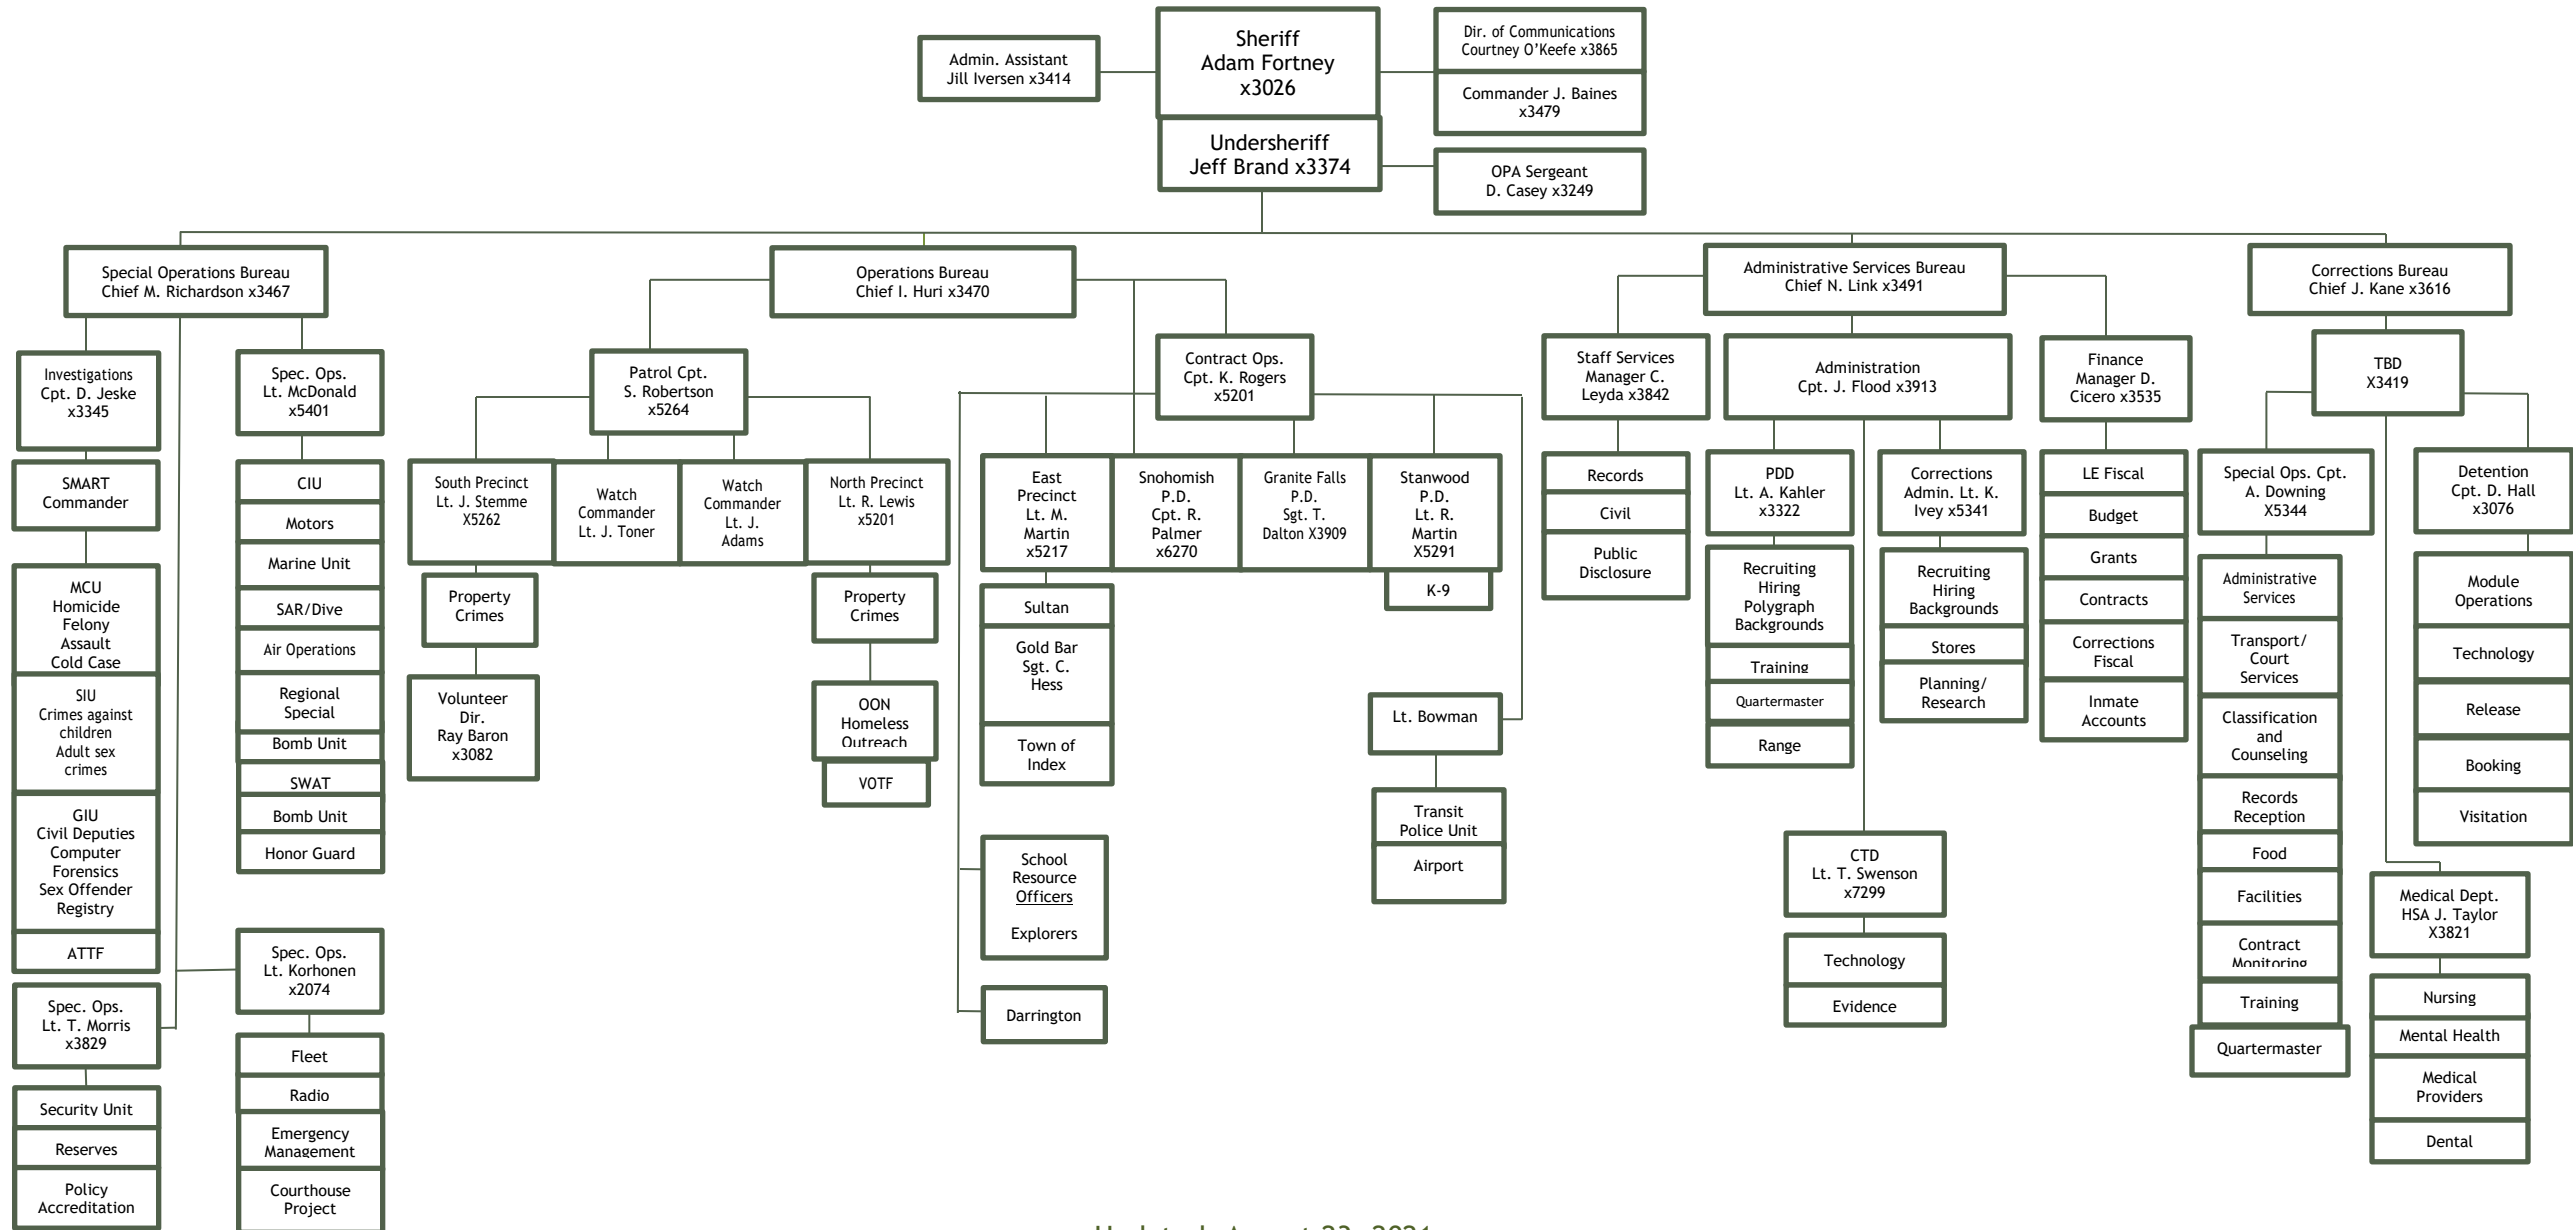 Sheriff
Adam Fortney
x3026
Admin. Assistant
Jill Iversen x3414
Dir. of Communications
Courtney O'Keefe x3865
Commander J. Baines
x3479
Undersheriff
Jeff Brand x3374
OPA Sergeant
D. Casey x3249
Special Operations Bureau
Chief M. Richardson x3467
Investigations
Cpt. D. Jeske
x3345
SMART
Commander
MCU
Homicide
Felony
Assault
Cold Case
SIU
Crimes against
children
Adult sex
crimes
GIU
Civil Deputies
Computer
Forensics
Sex Offender
Registry
ATTF
Spec. Ops.
Lt. T. Morris
x3829
Security Unit
Reserves
Policy
Accreditation
Spec. Ops.
Lt. McDonald
x5401
CIU
Motors
Marine Unit
SAR/Dive
Air Operations
Regional
Special
Bomb Unit
SWAT
Bomb Unit
Honor Guard
Spec. Ops.
Lt. Korhonen
x2074
Fleet
Radio
Emergency
Management
Courthouse
Project
Operations Bureau
Chief I. Huri x3470
Patrol Cpt.
S. Robertson
x5264
South Precinct
Lt. J. Stemme
X5262
Property
Crimes
Volunteer
Dir.
Ray Baron
x3082
Watch
Commander
Lt. J. Toner
Watch
Commander
Lt. J.
Adams
North Precinct
Lt. R. Lewis
x5201
Property
Crimes
OON
Homeless
Outreach
VOTF
Contract Ops.
Cpt. K. Rogers
x5201
East
Precinct
Lt. M.
Martin
x5217
Sultan
Gold Bar
Sgt. C.
Hess
Town of
Index
School
Resource
Officers
Explorers
Darrington
Snohomish
P.D.
Cpt. R.
Palmer
x6270
Granite Falls
P.D.
Sgt. T.
Dalton X3909
Stanwood
P.D.
Lt. R.
Martin
X5291
K-9
Lt. Bowman
Transit
Police Unit
Airport
Administrative Services Bureau
Chief N. Link x3491
Staff Services
Manager C.
Leyda x3842
Records
Civil
Public
Disclosure
Administration
Cpt. J. Flood x3913
PDD
Lt. A. Kahler
x3322
Recruiting
Hiring
Polygraph
Backgrounds
Training
Quartermaster
Range
Corrections
Admin. Lt. K.
Ivey x5341
Recruiting
Hiring
Backgrounds
Stores
Planning/
Research
CTD
Lt. T. Swenson
x7299
Technology
Evidence
Finance
Manager D.
Cicero x3535
LE Fiscal
Budget
Grants
Contracts
Corrections
Fiscal
Inmate
Accounts
Corrections Bureau
Chief J. Kane x3616
TBD
X3419
Special Ops. Cpt.
A. Downing
X5344
Administrative
Services
Transport/
Court
Services
Classification
and
Counseling
Records
Reception
Food
Facilities
Contract
Monitoring
Training
Quartermaster
Detention
Cpt. D. Hall
x3076
Module
Operations
Technology
Release
Booking
Visitation
Medical Dept.
HSA J. Taylor
X3821
Nursing
Mental Health
Medical
Providers
Dental